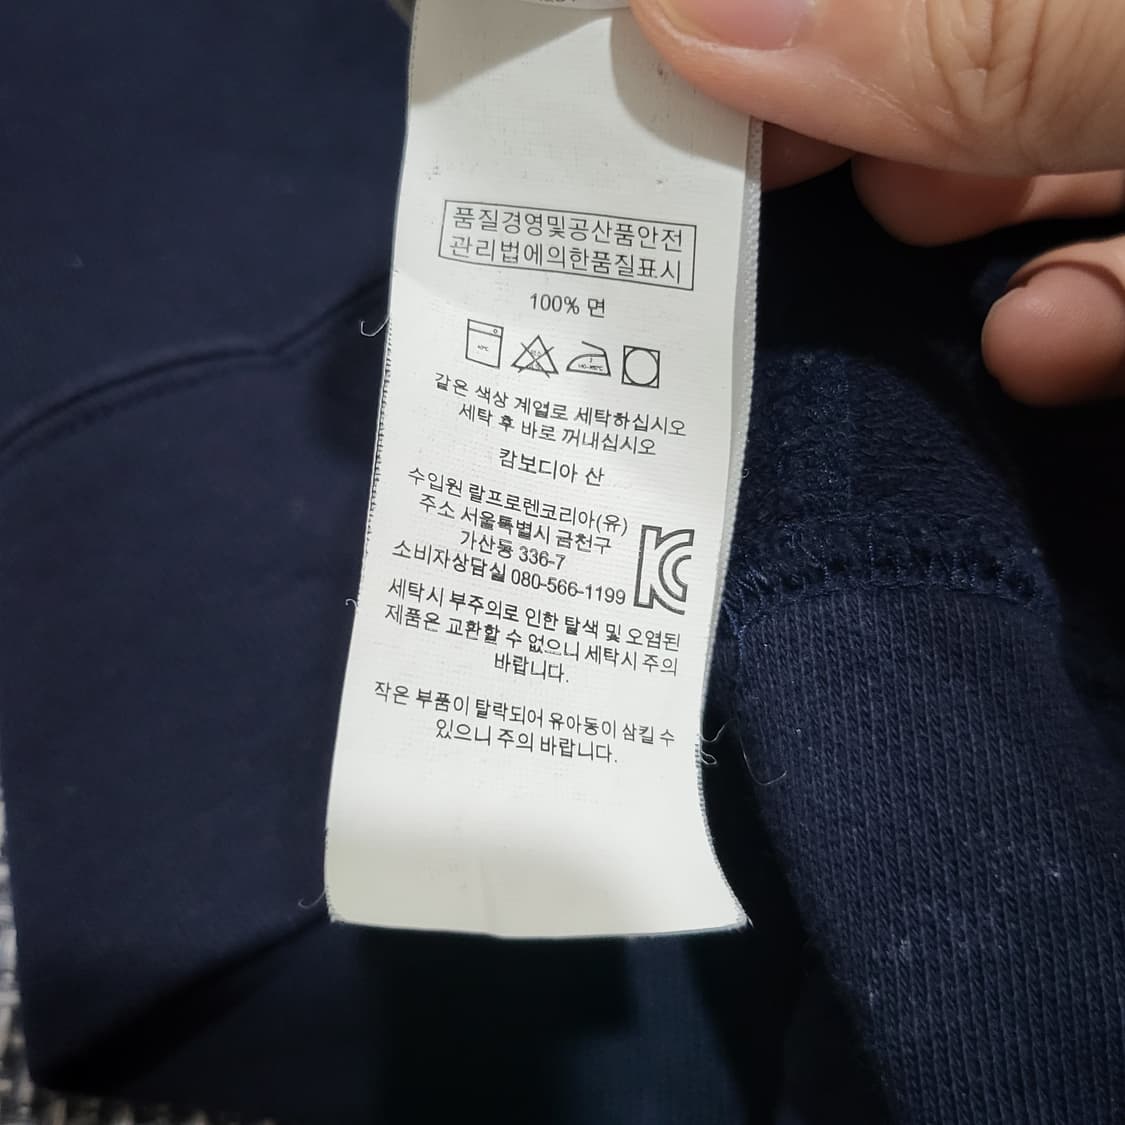 품질경영및공산품안전
관리법에의한품질표시
100% 면
같은 색상 계열로 세탁하십시오
세탁 후 바로 꺼내십시오
캄보디아 산
수입원 랄프로렌코리아(유)
주소 서울특별시 금천구
가산동 336-7
소비자상담실 080-566-1199
세탁시 부주의로 인한 탈색 및 오염된
제품은 교환할 수 없으니 세탁시 주의
바랍니다.
작은 부품이 탈락되어 유아동이 삼킬 수
있으니 주의 바랍니다.